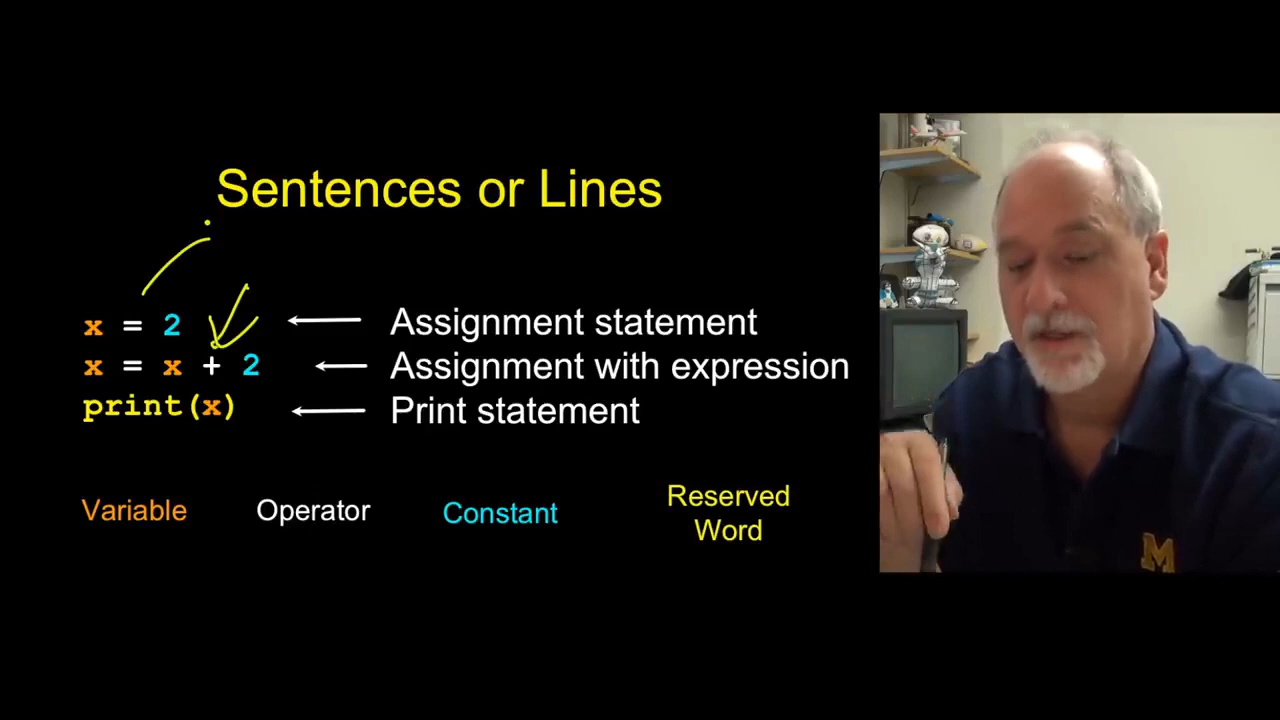 Sentences or Lines
x = 2
Assignment statement
x = x + 2
Assignment with expression
print(x)
Print statement
Variable
Operator
Constant
Reserved
Word
M